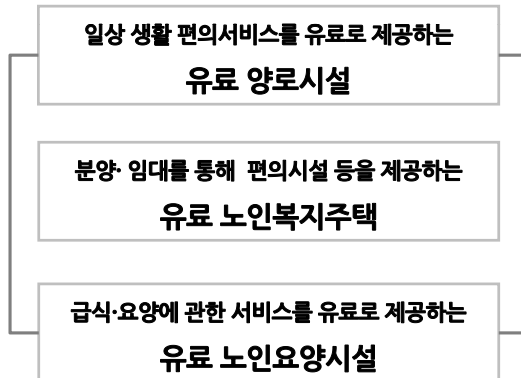 일상 생활 편의서비스를 유료로 제공하는
유료 양로시설
분양· 임대를 통해 편의시설 등을 제공하는
유료 노인복지주택
급식·요양에 관한 서비스를 유료로 제공하는
유료 노인요양시설